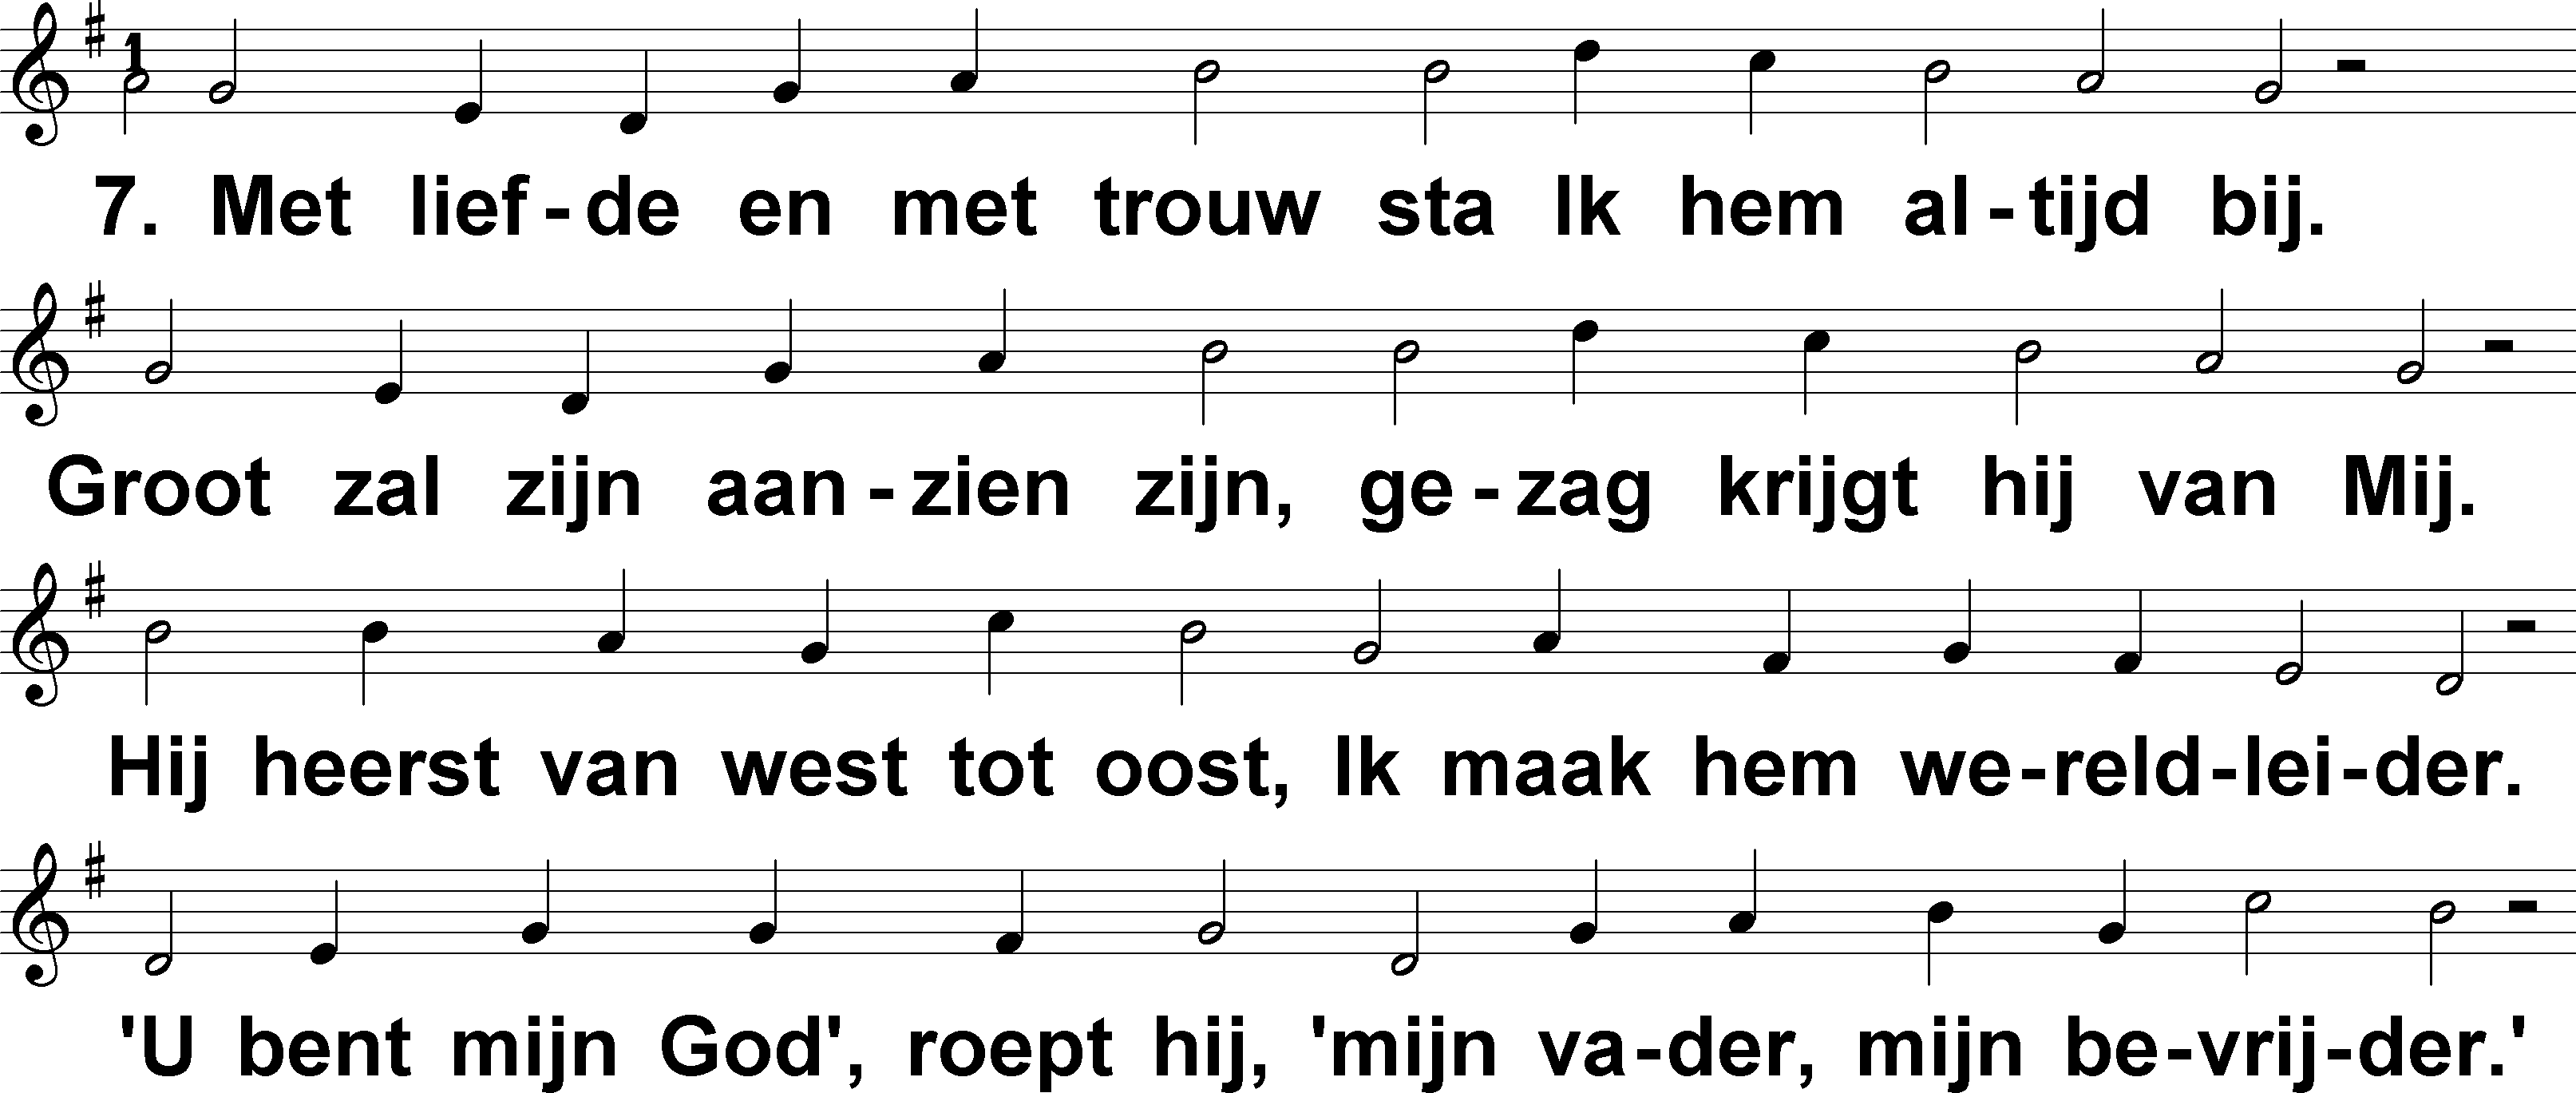 1
7. Met lief-de en met trouw sta Ik hem al-tijd bij.
Groot zal zijn aan-zien zijn, ge-zag krijgt hij van Mij.
Hij heerst van west tot oost, Ik maak hem we-reld-lei-der.
'U bent mijn God', roept hij, 'mijn va-der, mijn be-vrij-der.'